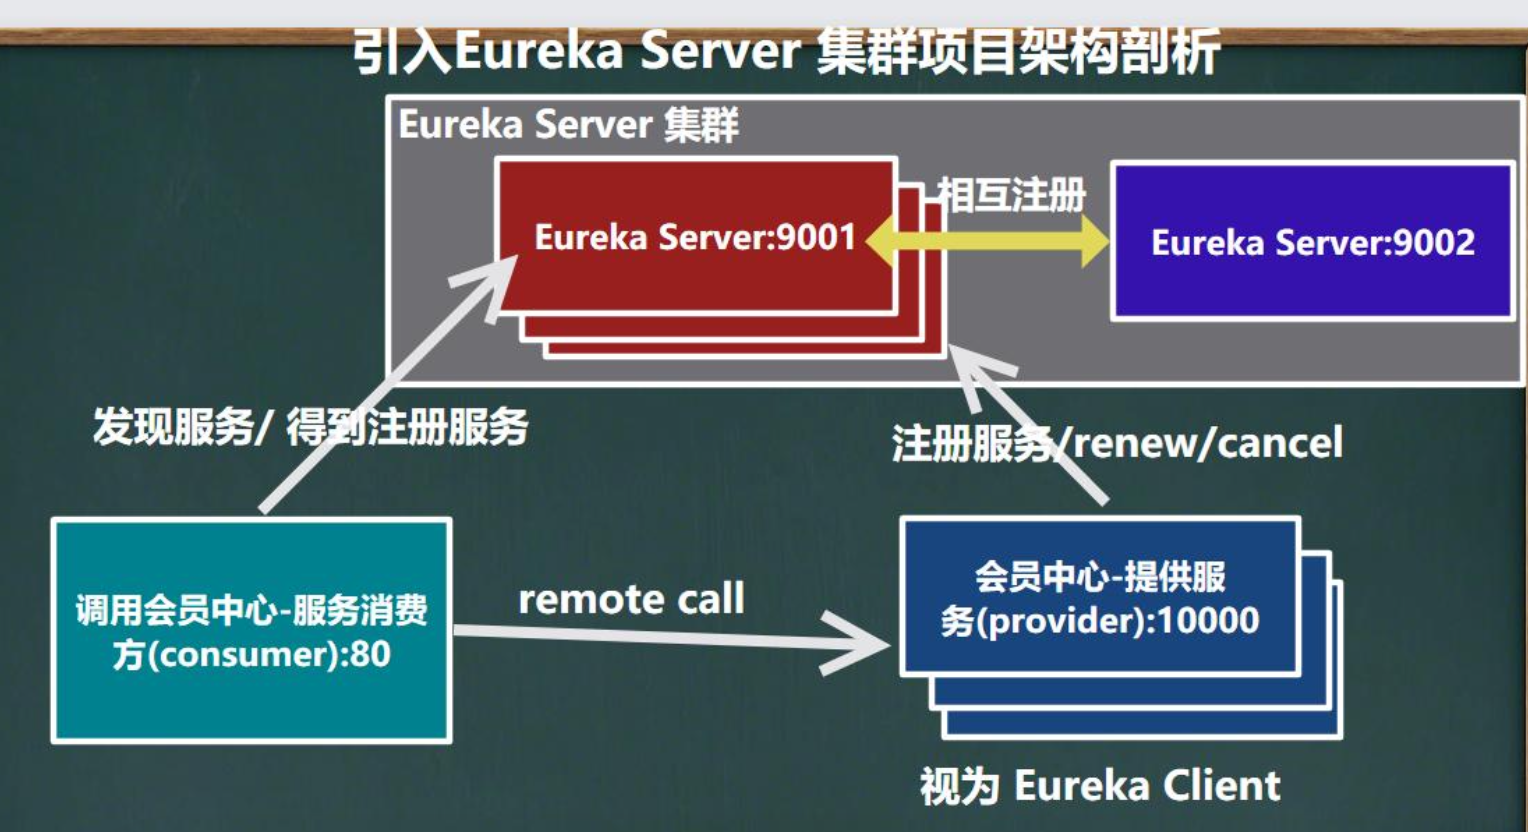 引入Eureka Server 集群项目架构剖析
Eureka Server 集群
相互注册
Eureka Server:9001
Eureka Server:9002
发现服务/ 得到注册服务
注册服务/renew/cancel
调用会员中心-服务消费
方(consumer):80
remote call
会员中心-提供服
务(provider):10000
视为 Eureka Client